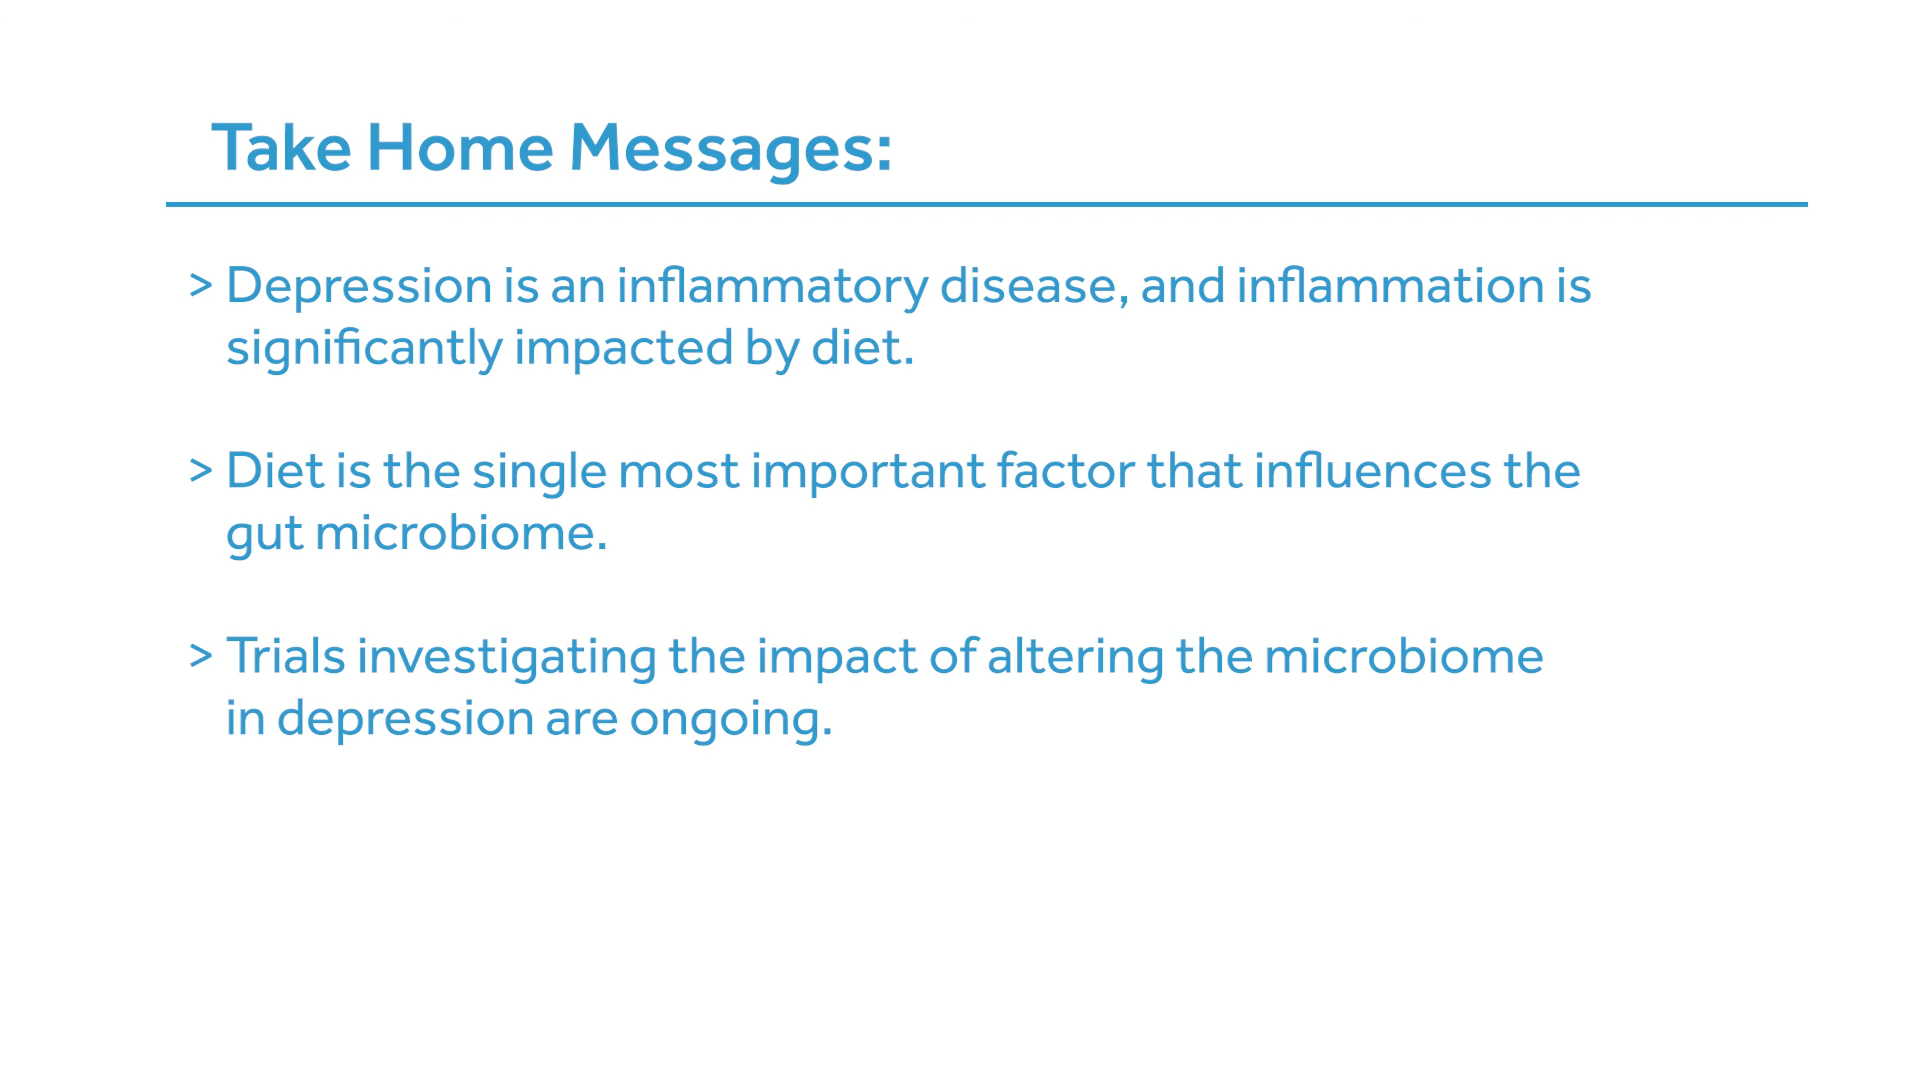 Take Home Messages:
> Depression is an inflammatory disease, and inflammation is
significantly impacted by diet.
> Diet is the single most important factor that influences the
gut microbiome.
> Trials investigating the impact of altering the microbiome
in depression are ongoing.